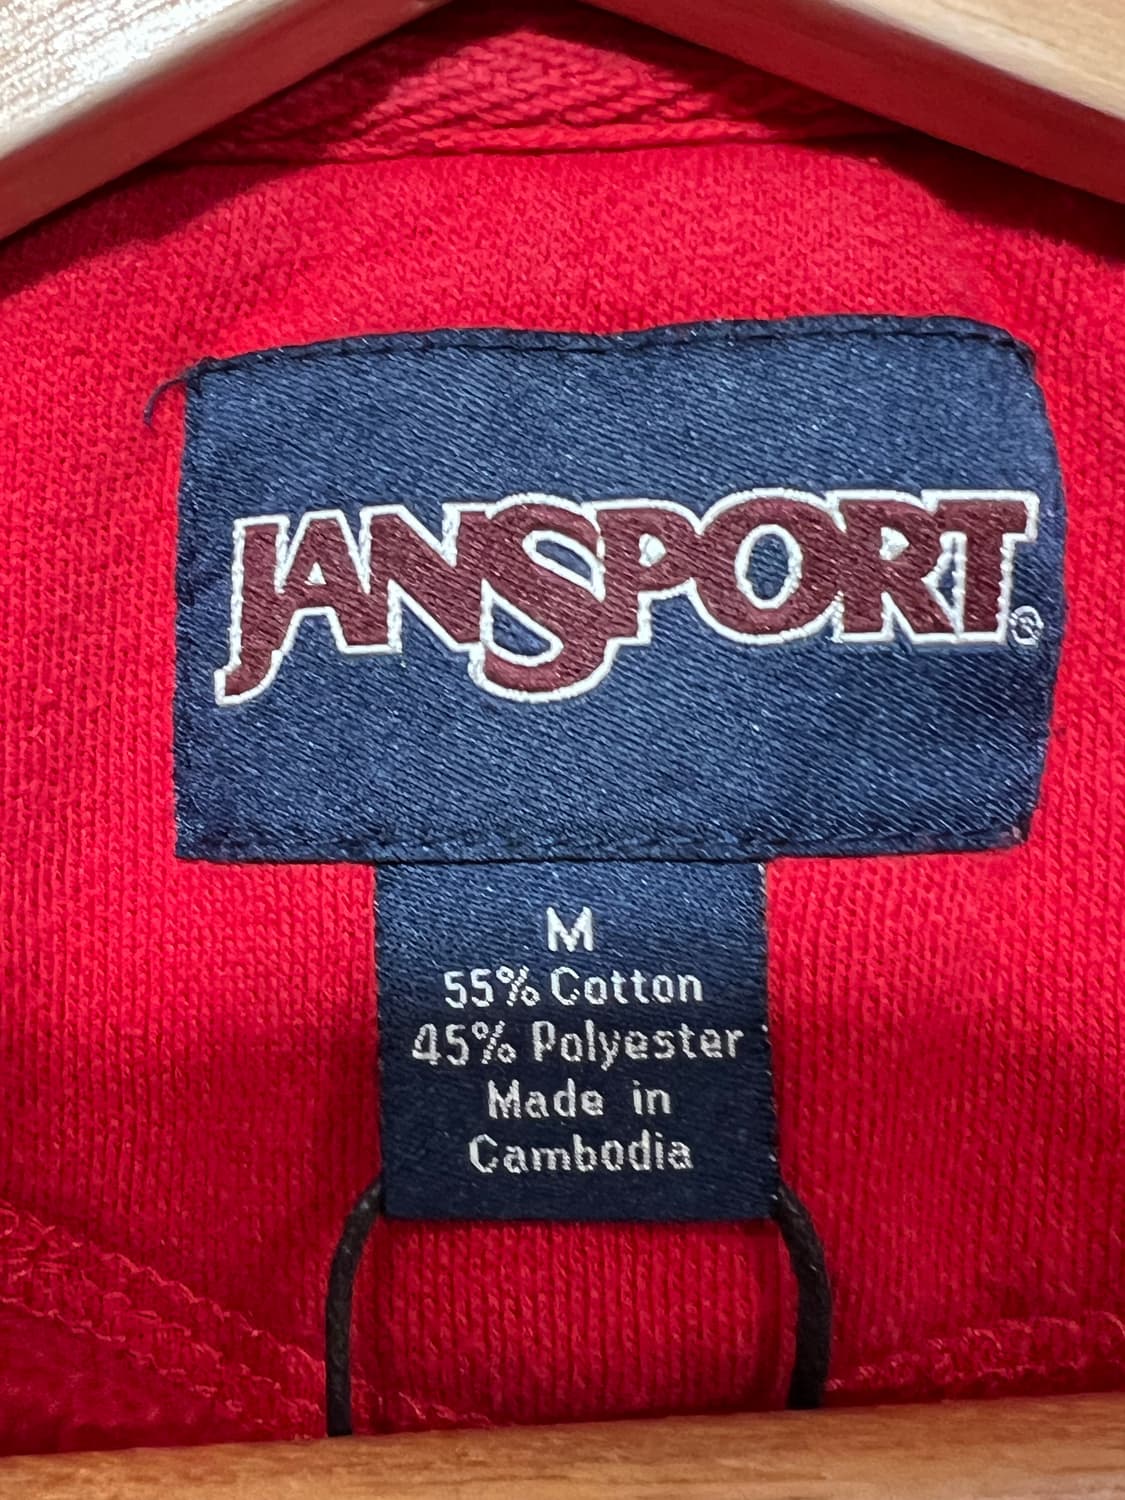 JANSPORT®
M
55% Cotton
45% Polyester
Made in
Cambodia